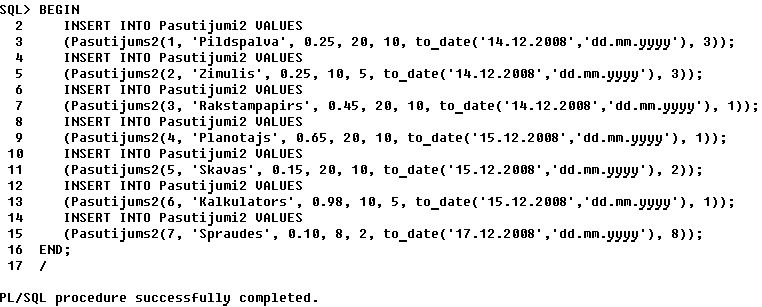 SQL> BEGIN
2 INSERT INTO Pasutijumi2 VALUES
3 (Pasutijums2(1, 'Pildspalva', 0.25, 20, 10, to_date('14.12.2008','dd.mm.yyyy'), 3));
4 INSERT INTO Pasutijumi2 VALUES
5 (Pasutijums2(2, 'Zimulis', 0.25, 10, 5, to_date('14.12.2008','dd.mm.yyyy'), 3));
6 INSERT INTO Pasutijumi2 VALUES
7 (Pasutijums2(3, 'Rakstampapirs', 0.45, 20, 10, to_date('14.12.2008','dd.mm.yyyy'), 1));
8 INSERT INTO Pasutijumi2 VALUES
9 (Pasutijums2(4, 'Planotajs', 0.65, 20, 10, to_date('15.12.2008','dd.mm.yyyy'), 1));
10 INSERT INTO Pasutijumi2 VALUES
11 (Pasutijums2(5, 'Skavas', 0.15, 20, 10, to_date('15.12.2008','dd.mm.yyyy'), 2));
12 INSERT INTO Pasutijumi2 VALUES
13 (Pasutijums2(6, 'Kalkulators', 0.98, 10, 5, to_date('15.12.2008','dd.mm.yyyy'), 1));
14 INSERT INTO Pasutijumi2 VALUES
15 (Pasutijums2(7, 'Spraudes', 0.10, 8, 2, to_date('17.12.2008','dd.mm.yyyy'), 8));
16 END;
17 /
PL/SQL procedure successfully completed.